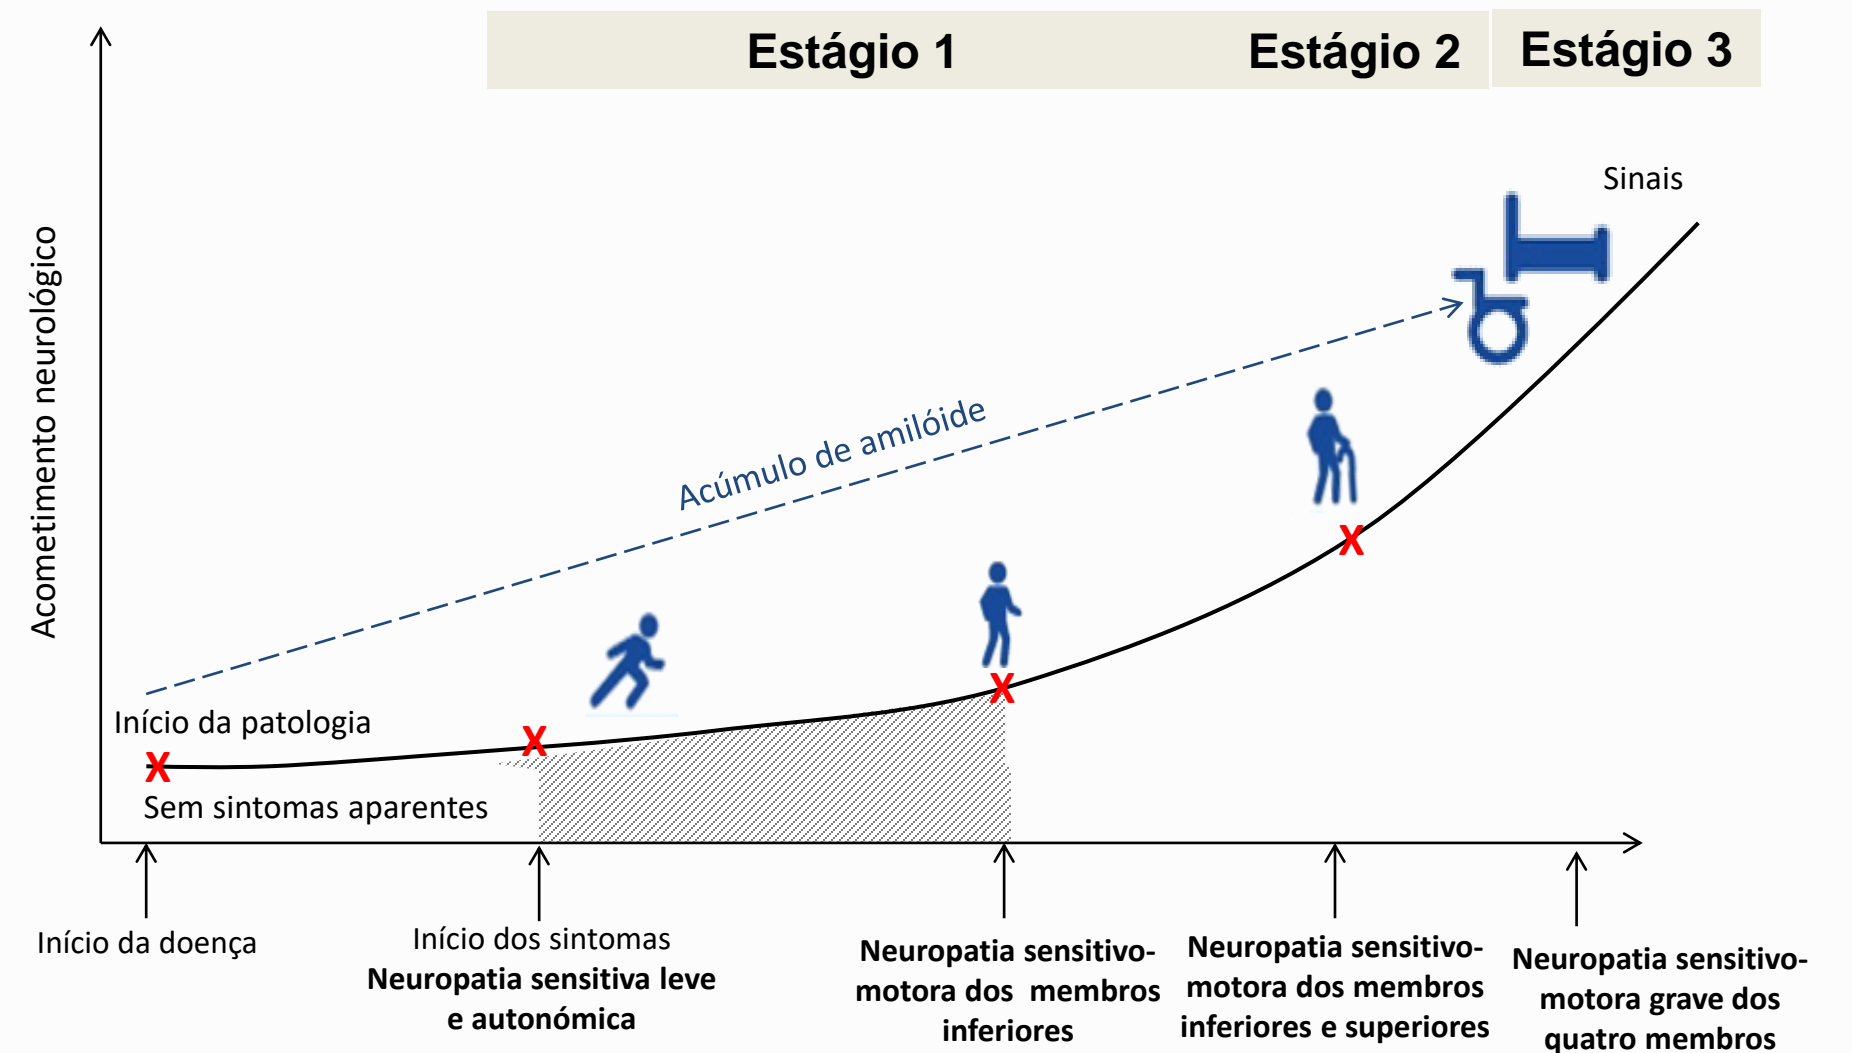 Estágio 1
Estágio 2
Estágio 3
Sinais
Acometimento neurológico
Acúmulo de amilóide
Início da patologia
X
X
X
X
Sem sintomas aparentes
Início da doença
Início dos sintomas
Neuropatia sensitiva leve
e autonómica
Neuropatia sensitivo-
motora dos membros
inferiores
Neuropatia sensitivo-
motora dos membros
inferiores e superiores
Neuropatia sensitivo-
motora grave dos
quatro membros